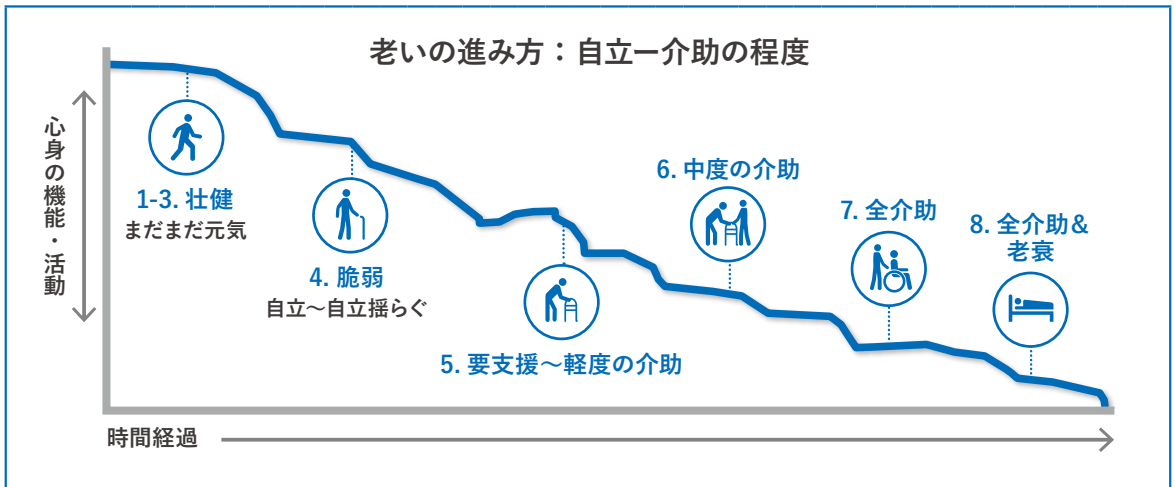 老いの進み方：自立ー介助の程度
心身の機能・活動
1-3. 壮健
まだまだ元気
4. 脆弱
自立〜自立揺らぐ
5. 要支援〜軽度の介助
6. 中度の介助
7. 全介助
8. 全介助&
老衰
時間経過